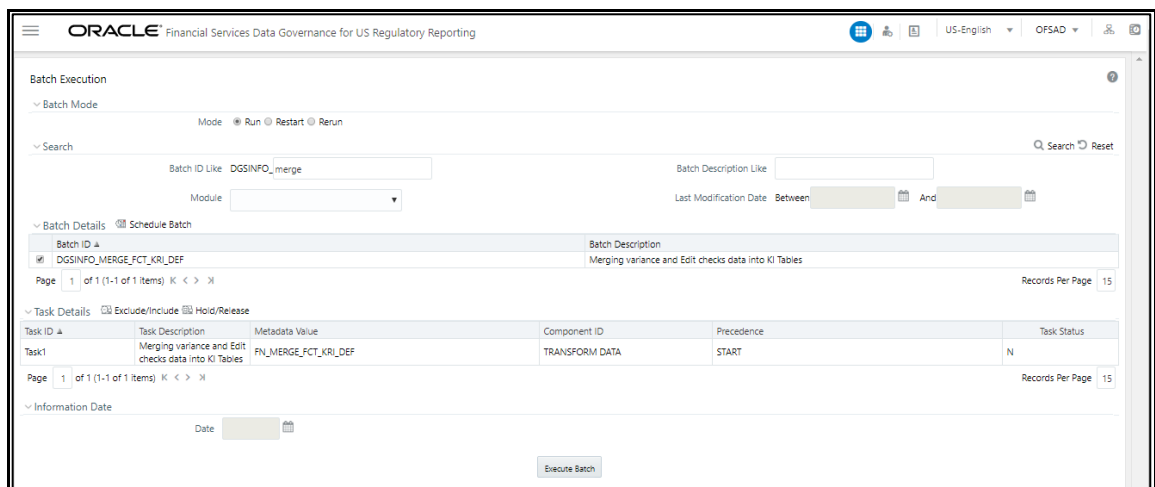 ORACLE® Financial Services Data Governance for US Regulatory Reporting US-English OFSAD
Batch Execution
Batch Mode
Mode Run Restart Rerun
Search Search Reset
Batch ID Like DGSINFO_ merge Batch Description Like
Module Last Modification Date Between And
Batch Details Schedule Batch
Batch ID Batch Description
DGSINFO_MERGE_FCT_KRI_DEF Merging variance and Edit checks data into KI Tables
Page 1 of 1 (1-1 of 1 items) Records Per Page 15
Task Details Exclude/Include Hold/Release
Task ID Task Description Metadata Value Component ID Precedence Task Status
Task1 Merging variance and Edit checks data into KI Tables FN_MERGE_FCT_KRI_DEF TRANSFORM DATA START N
Page 1 of 1 (1-1 of 1 items) Records Per Page 15
Information Date
Date
Execute Batch